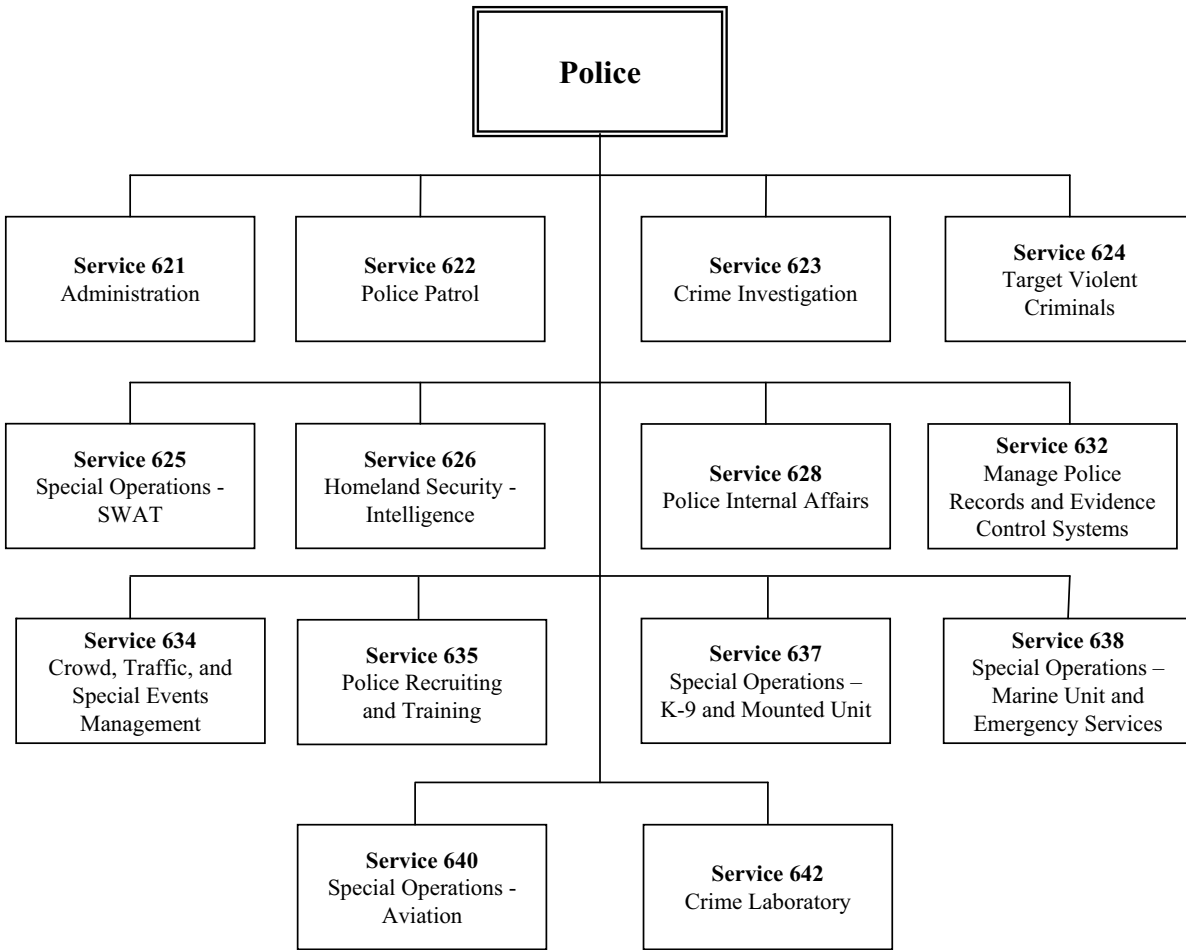 Police
Service 621
Administration
Service 622
Police Patrol
Service 623
Crime Investigation
Service 624
Target Violent
Criminals
Service 625
Special Operations -
SWAT
Service 626
Homeland Security -
Intelligence
Service 628
Police Internal Affairs
Service 632
Manage Police
Records and Evidence
Control Systems
Service 634
Crowd, Traffic, and
Special Events
Management
Service 635
Police Recruiting
and Training
Service 637
Special Operations –
K-9 and Mounted Unit
Service 638
Special Operations –
Marine Unit and
Emergency Services
Service 640
Special Operations -
Aviation
Service 642
Crime Laboratory